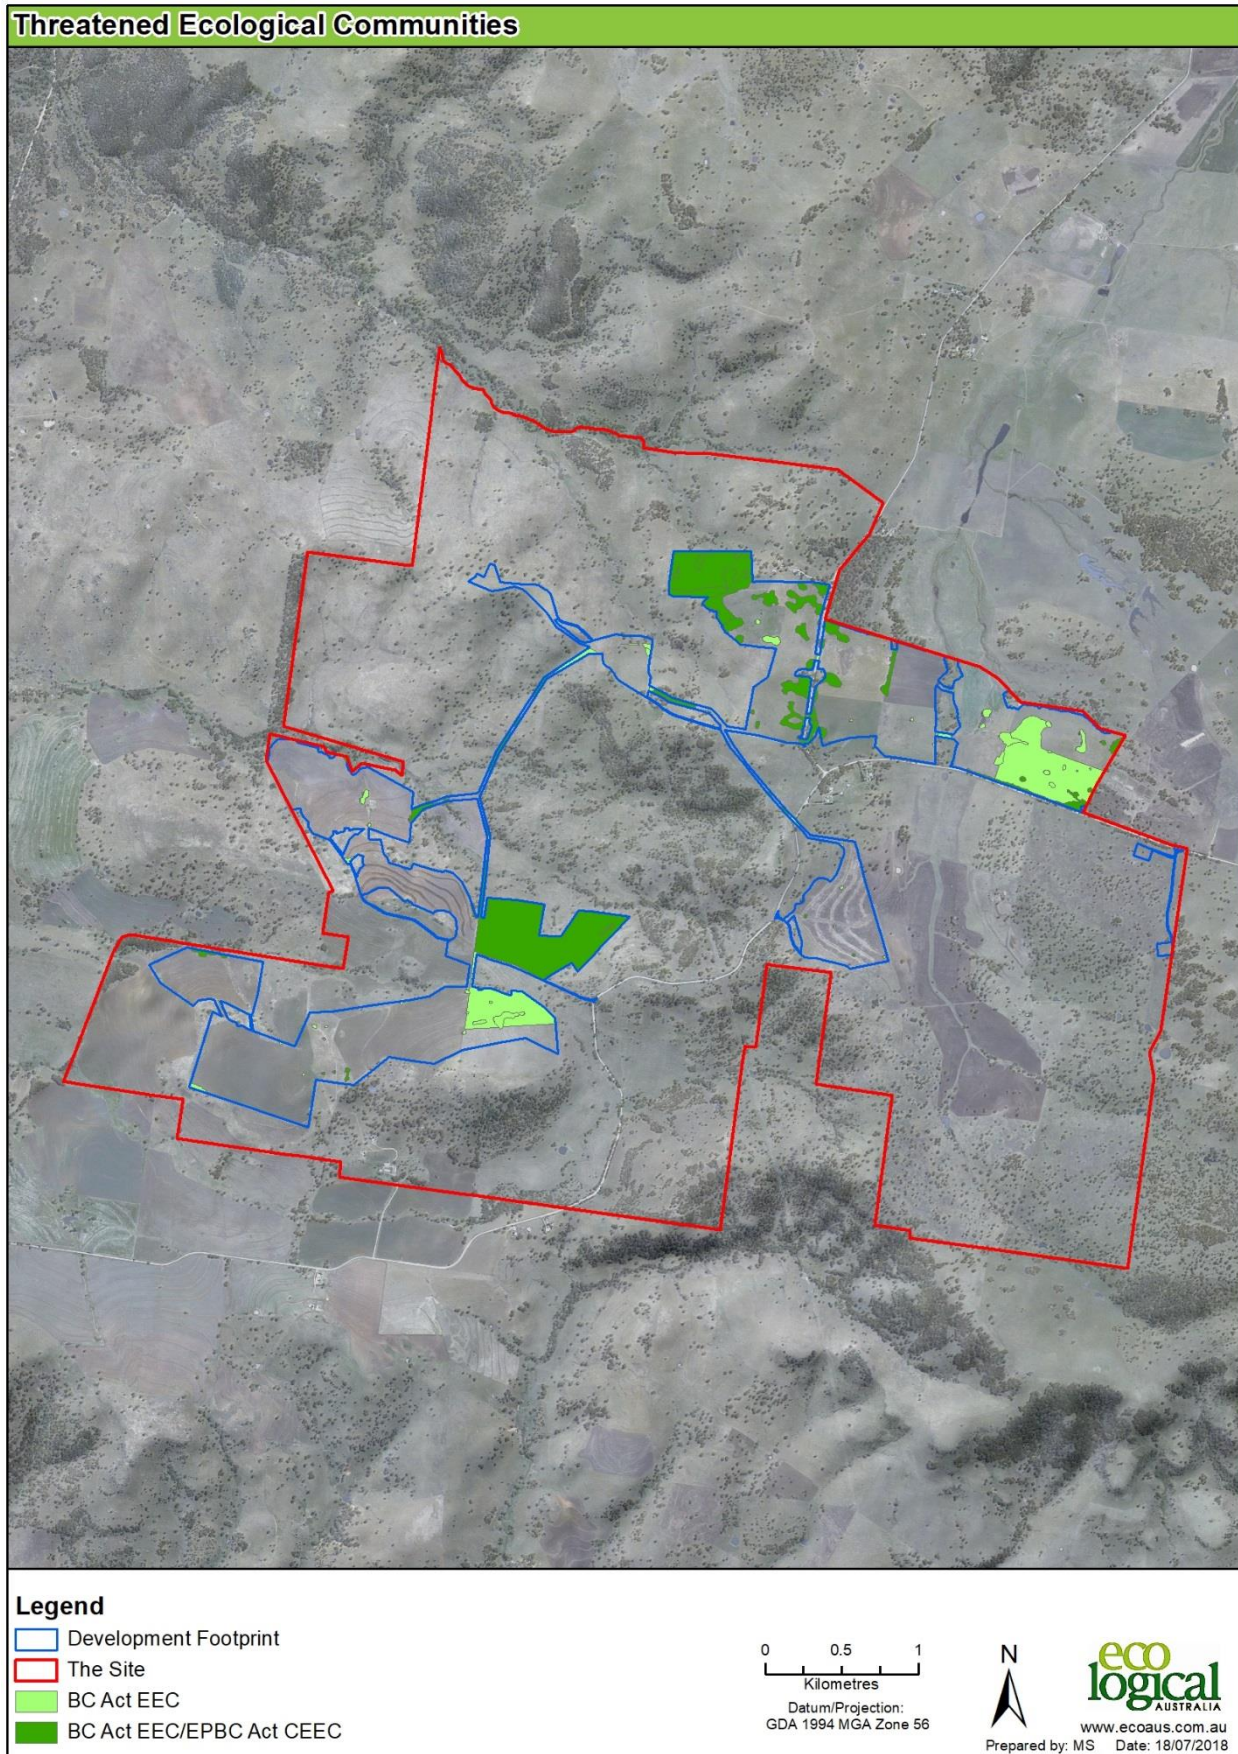 Threatened Ecological Communities
Legend
Development Footprint
The Site
BC Act EEC
BC Act EEC/EPBC Act CEEC
0 0.5 1
Kilometres
Datum/Projection:
GDA 1994 MGA Zone 56
N
eco
logical
AUSTRALIA
www.ecoaus.com.au
Prepared by: MS Date: 18/07/2018